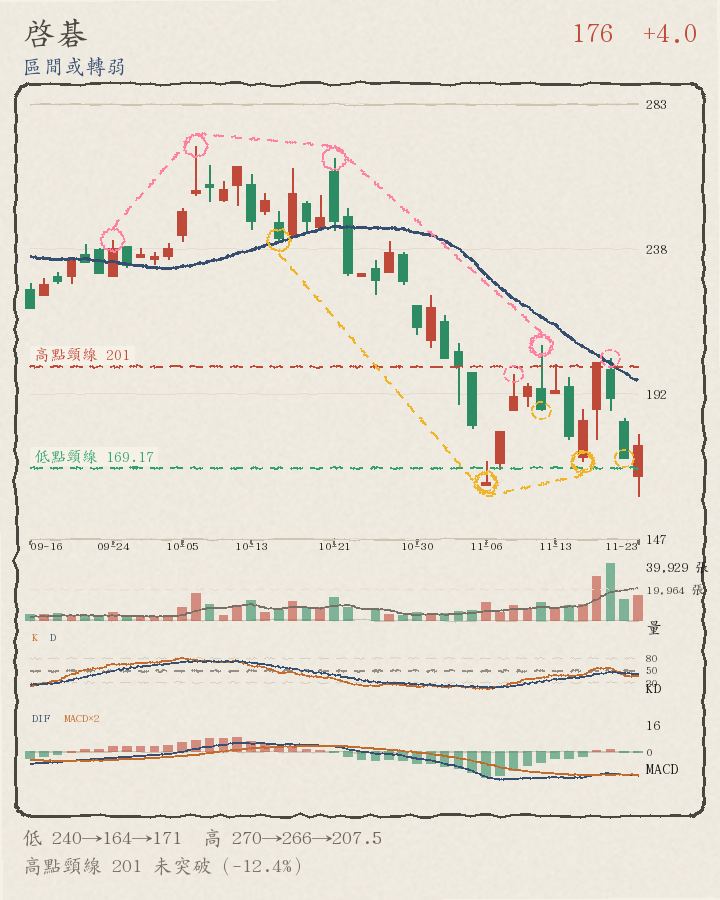 啓碁
176 +4.0
區間或轉弱
283
238
高點頸線 201
192
低點頸線 169.17
147
09-16 09-24 10-05 10-13 10-21 10-30 11-06 11-13 11-23
39,929 張
19,964 張
量
K D
80
50
20
KD
DIF MACD×2
16
0
MACD
低 240→164→171 高 270→266→207.5
高點頸線 201 未突破 (-12.4%)